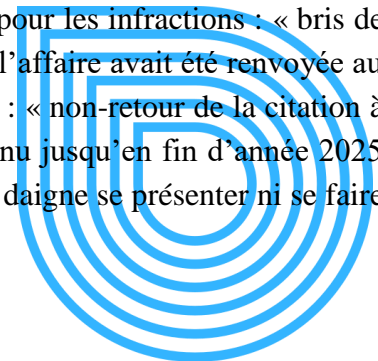 pour les infractions : « bris de
l’affaire avait été renvoyée au
: « non-retour de la citation à
nu jusqu’en fin d’année 2025
daigne se présenter ni se faire